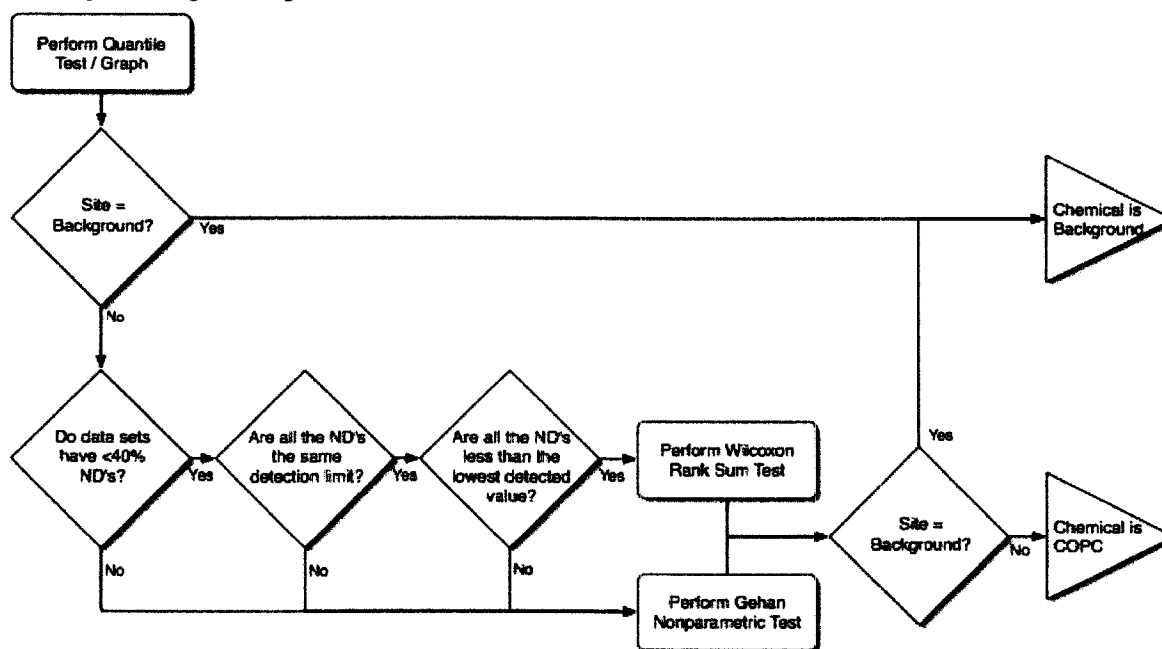 Perform Quantile
Test / Graph
Site =
Background?
Yes
Chemical is
Background
No
Do data sets
have <40%
ND's?
Yes
No
Are all the ND's
the same
detection limit?
Yes
No
Are all the ND's
less than the
lowest detected
value?
Yes
No
Perform Wilcoxon
Rank Sum Test
Perform Gehan
Nonparametric Test
Site =
Background?
Yes
No
Chemical is
COPC